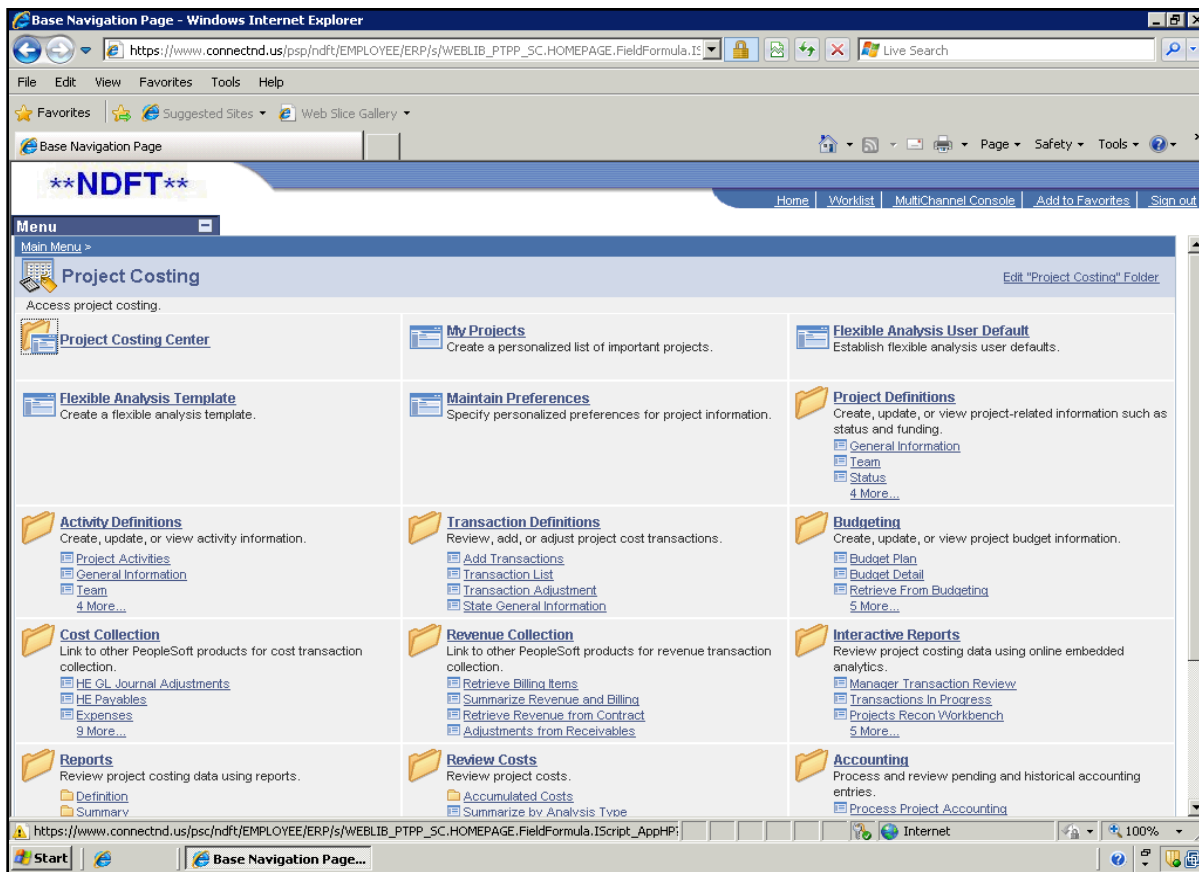 Base Navigation Page - Windows Internet Explorer
https://www.connectnd.us/psp/ndft/EMPLOYEE/ERP/s/WEBLIB_PTPP_SC.HOMEPAGE.FieldFormula.IS
Live Search
File Edit View Favorites Tools Help
Favorites Suggested Sites Web Slice Gallery
Base Navigation Page
Page Safety Tools
**NDFT**
Home Worklist MultiChannel Console Add to Favorites Sign out
Menu
Main Menu >
Project Costing
Edit "Project Costing" Folder
Access project costing.
Project Costing Center
My Projects
Create a personalized list of important projects.
Flexible Analysis User Default
Establish flexible analysis user defaults.
Flexible Analysis Template
Create a flexible analysis template.
Maintain Preferences
Specify personalized preferences for project information.
Project Definitions
Create, update, or view project-related information such as
status and funding.
General Information
Team
Status
4 More...
Activity Definitions
Create, update, or view activity information.
Project Activities
General Information
Team
4 More...
Transaction Definitions
Review, add, or adjust project cost transactions.
Add Transactions
Transaction List
Transaction Adjustment
State General Information
Budgeting
Create, update, or view project budget information.
Budget Plan
Budget Detail
Retrieve From Budgeting
5 More...
Cost Collection
Link to other PeopleSoft products for cost transaction
collection.
HE GL Journal Adjustments
HE Payables
Expenses
9 More...
Revenue Collection
Link to other PeopleSoft products for revenue transaction
collection.
Retrieve Billing Items
Summarize Revenue and Billing
Retrieve Revenue from Contract
Adjustments from Receivables
Interactive Reports
Review project costing data using online embedded
analytics.
Manager Transaction Review
Transactions In Progress
Projects Recon Workbench
5 More...
Reports
Review project costing data using reports.
Definition
Summary
Review Costs
Review project costs.
Accumulated Costs
Summarize by Analysis Type
Accounting
Process and review pending and historical accounting
entries.
Process Project Accounting
https://www.connectnd.us/psc/ndft/EMPLOYEE/ERP/s/WEBLIB_PTPP_SC.HOMEPAGE.FieldFormula.IScript_AppHP?
Internet
100%
Start
Base Navigation Page...